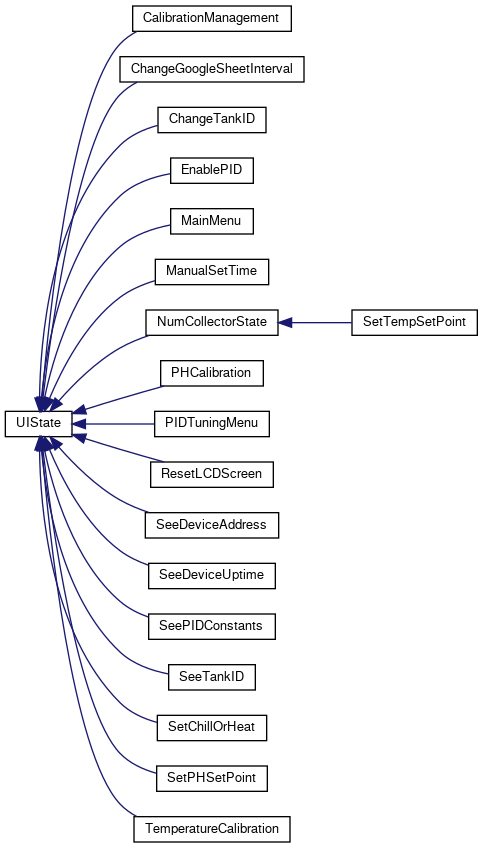 CalibrationManagement
ChangeGoogleSheetInterval
ChangeTankID
EnablePID
MainMenu
ManualSetTime
NumCollectorState
SetTempSetPoint
PHCalibration
UIState
PIDTuningMenu
ResetLCDScreen
SeeDeviceAddress
SeeDeviceUptime
SeePIDConstants
SeeTankID
SetChillOrHeat
SetPHSetPoint
TemperatureCalibration